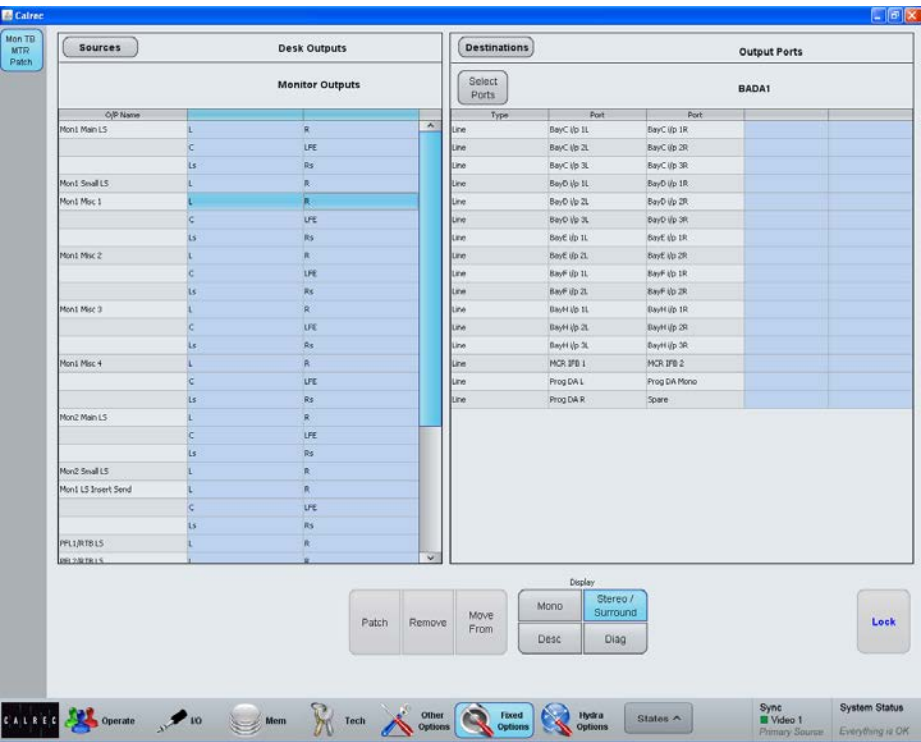 Calrec
Mon TB
MTR
Patch
Sources
Desk Outputs
Monitor Outputs
O/P Name
Mon1 Main LS L R
C LFE
Ls Rs
Mon1 Small LS L R
Mon1 Misc 1 L R
C LFE
Ls Rs
Mon1 Misc 2 L R
C LFE
Ls Rs
Mon1 Misc 3 L R
C LFE
Ls Rs
Mon1 Misc 4 L R
C LFE
Ls Rs
Mon2 Main LS L R
C LFE
Ls Rs
Mon2 Small LS L R
Mon1 LS Insert Send L R
C LFE
Ls Rs
PFL1/RTB LS L R
PFL2/RTB LS L R
Destinations
Output Ports
Select
Ports
BADA1
Type Port Port
Line BayC i/p 1L BayC i/p 1R
Line BayC i/p 2L BayC i/p 2R
Line BayC i/p 3L BayC i/p 3R
Line BayD i/p 1L BayD i/p 1R
Line BayD i/p 2L BayD i/p 2R
Line BayD i/p 3L BayD i/p 3R
Line BayE i/p 1L BayE i/p 1R
Line BayE i/p 2L BayE i/p 2R
Line BayF i/p 1L BayF i/p 1R
Line BayF i/p 2L BayF i/p 2R
Line BayH i/p 1L BayH i/p 1R
Line BayH i/p 2L BayH i/p 2R
Line BayH i/p 3L BayH i/p 3R
Line MCR IFB 1 MCR IFB 2
Line Prog DA L Prog DA Mono
Line Prog DA R Spare
Patch
Remove
Move
From
Display
Mono
Stereo /
Surround
Desc
Diag
Lock
CALREC
Operate
I/O
Mem
Tech
Other
Options
Fixed
Options
Hydra
Options
States
Sync
Video 1
Primary Source
System Status
Everything is OK